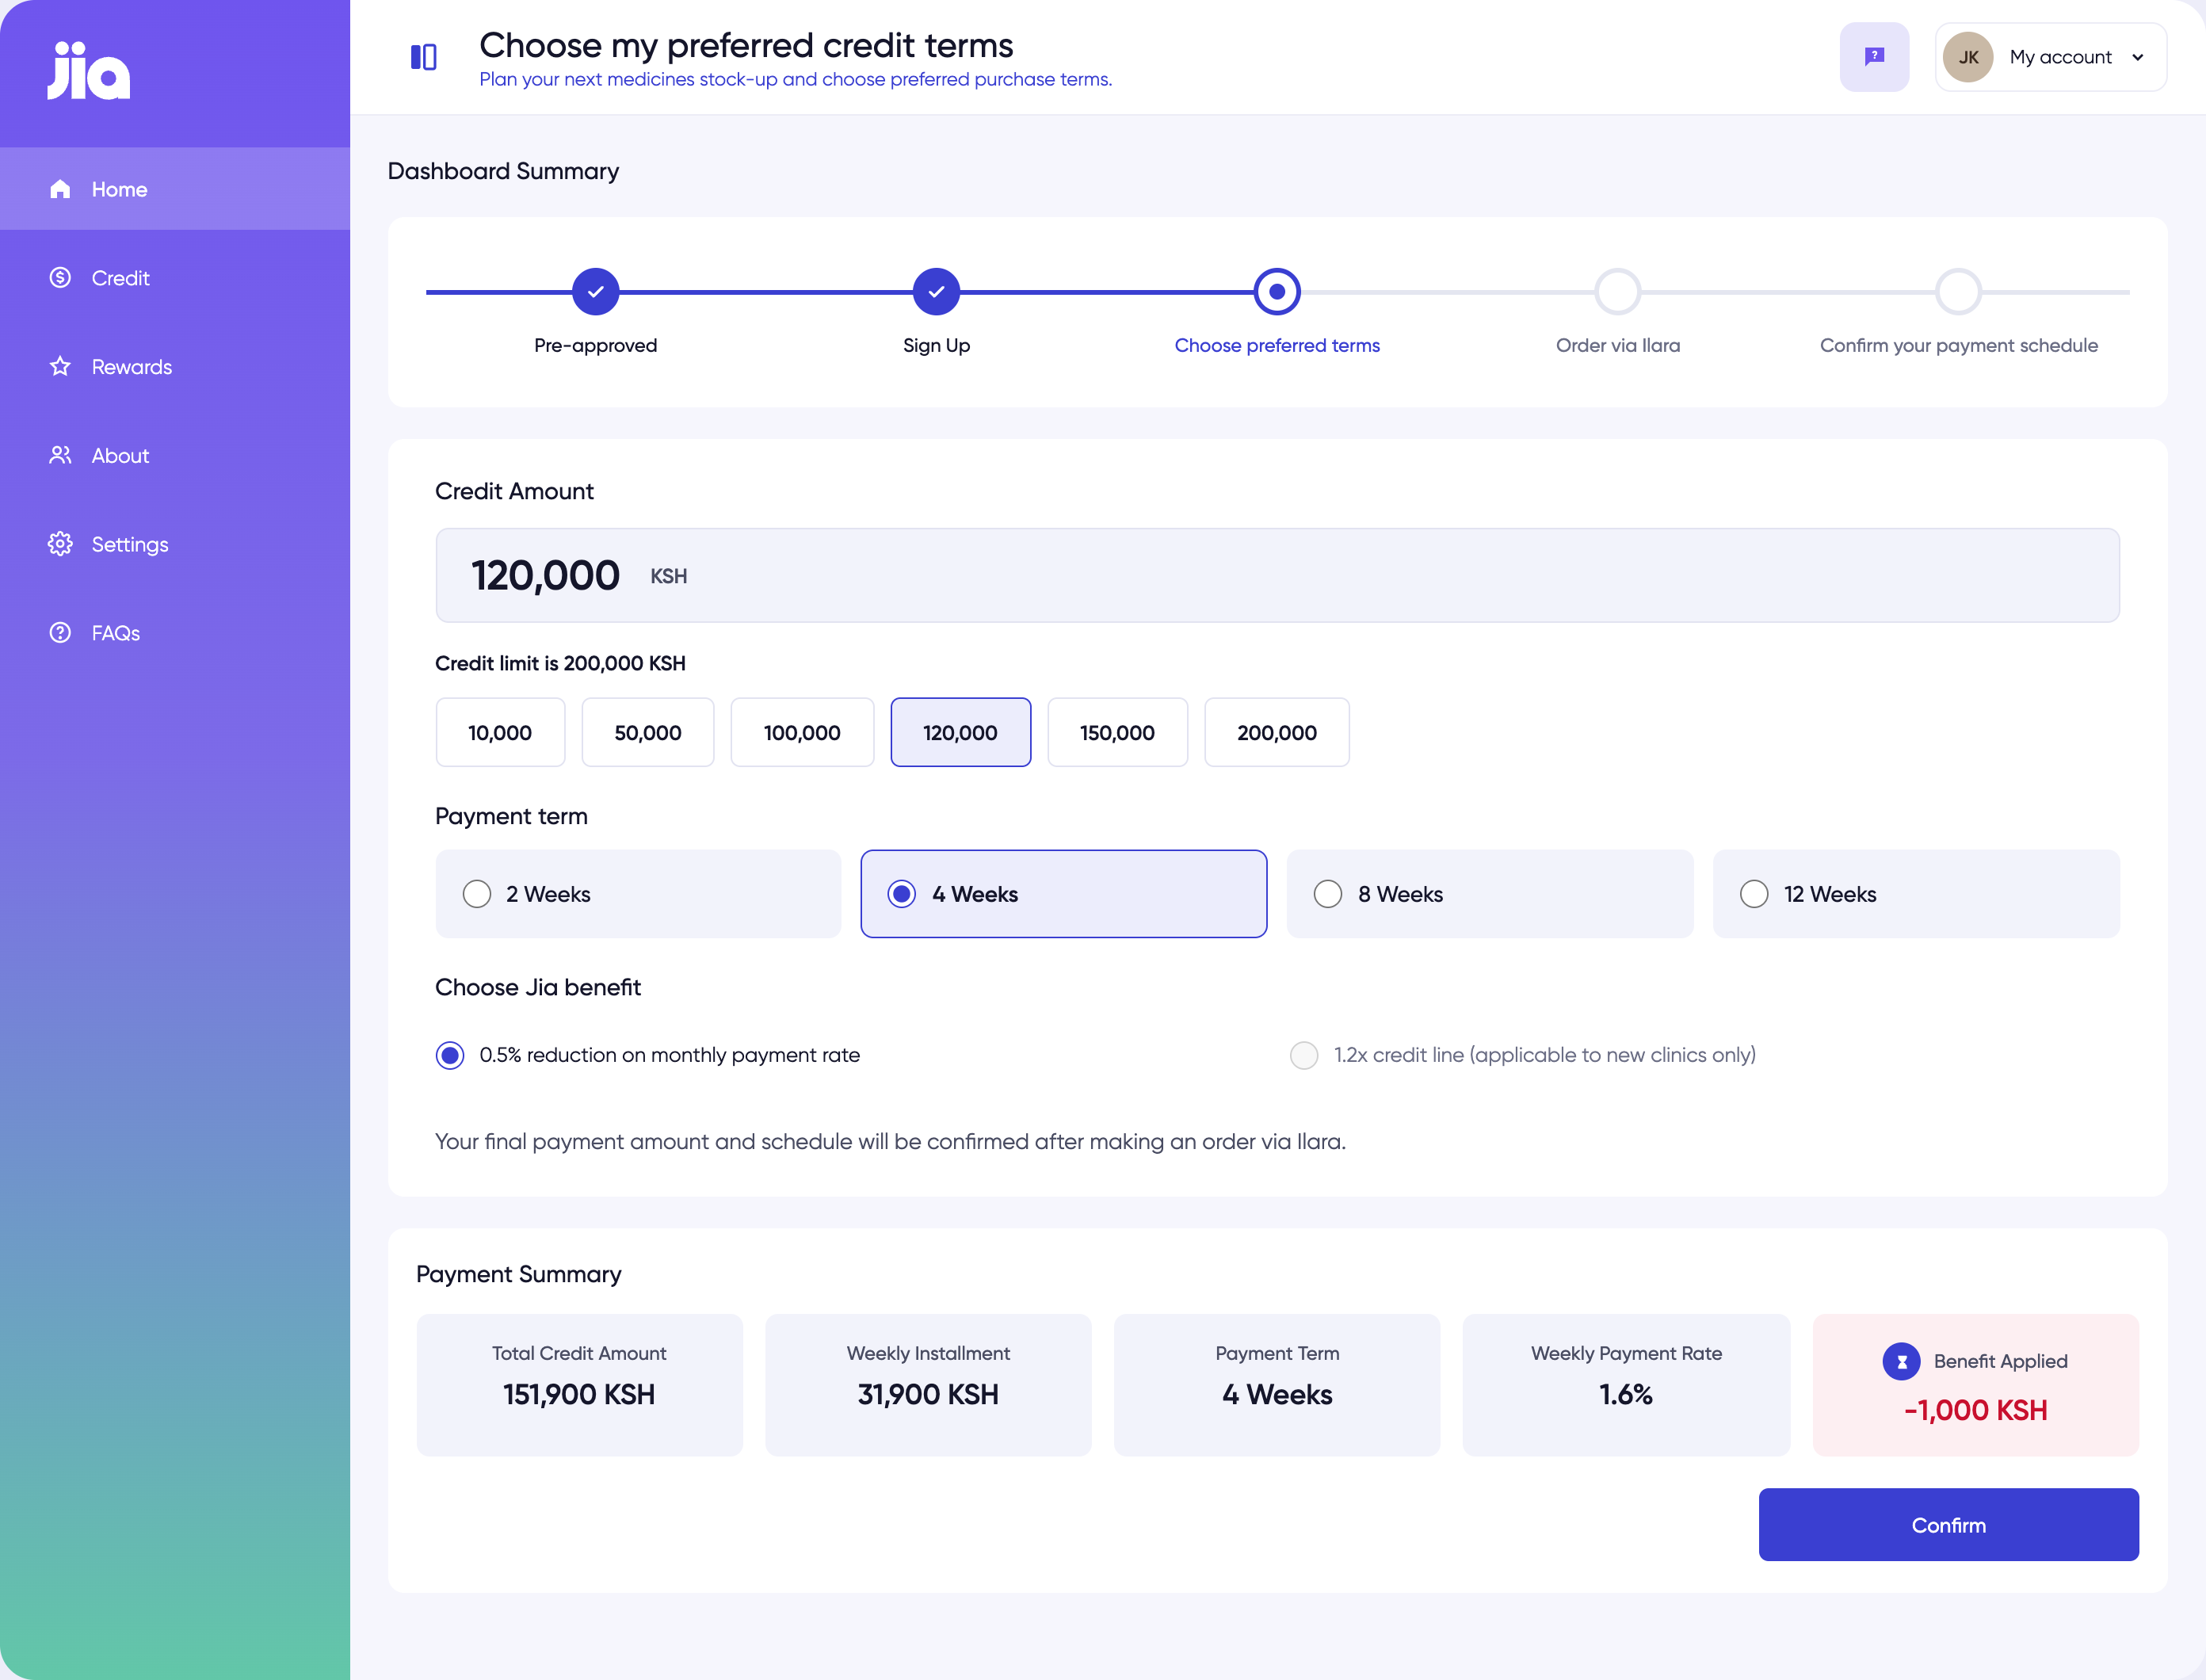 jia
Choose my preferred credit terms
Plan your next medicines stock-up and choose preferred purchase terms.
?
JK
My account
Home
Credit
Rewards
About
Settings
FAQs
Dashboard Summary
Pre-approved
Sign Up
Choose preferred terms
Order via Ilara
Confirm your payment schedule
Credit Amount
120,000 KSH
Credit limit is 200,000 KSH
10,000
50,000
100,000
120,000
150,000
200,000
Payment term
2 Weeks
4 Weeks
8 Weeks
12 Weeks
Choose Jia benefit
0.5% reduction on monthly payment rate
1.2x credit line (applicable to new clinics only)
Your final payment amount and schedule will be confirmed after making an order via Ilara.
Payment Summary
Total Credit Amount
151,900 KSH
Weekly Installment
31,900 KSH
Payment Term
4 Weeks
Weekly Payment Rate
1.6%
Benefit Applied
-1,000 KSH
Confirm